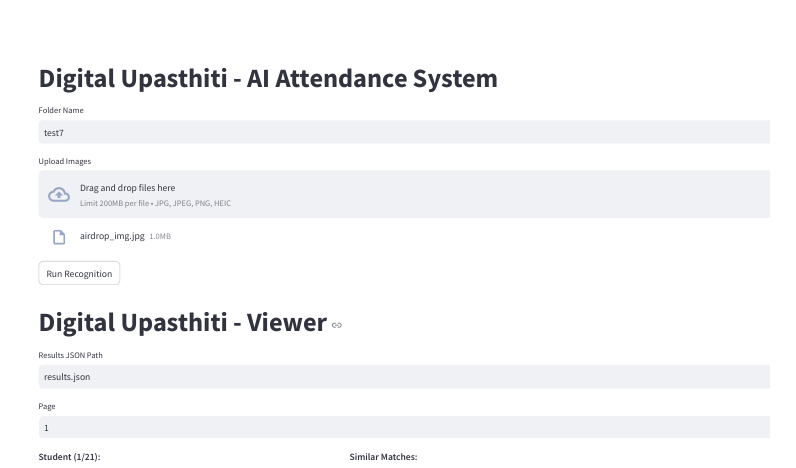 Digital Upasthiti - AI Attendance System
Folder Name
test7
Upload Images
Drag and drop files here
Limit 200MB per file • JPG, JPEG, PNG, HEIC
airdrop_img.jpg 1.0MB
Run Recognition
Digital Upasthiti - Viewer
Results JSON Path
results.json
Page
1
Student (1/21): Similar Matches: